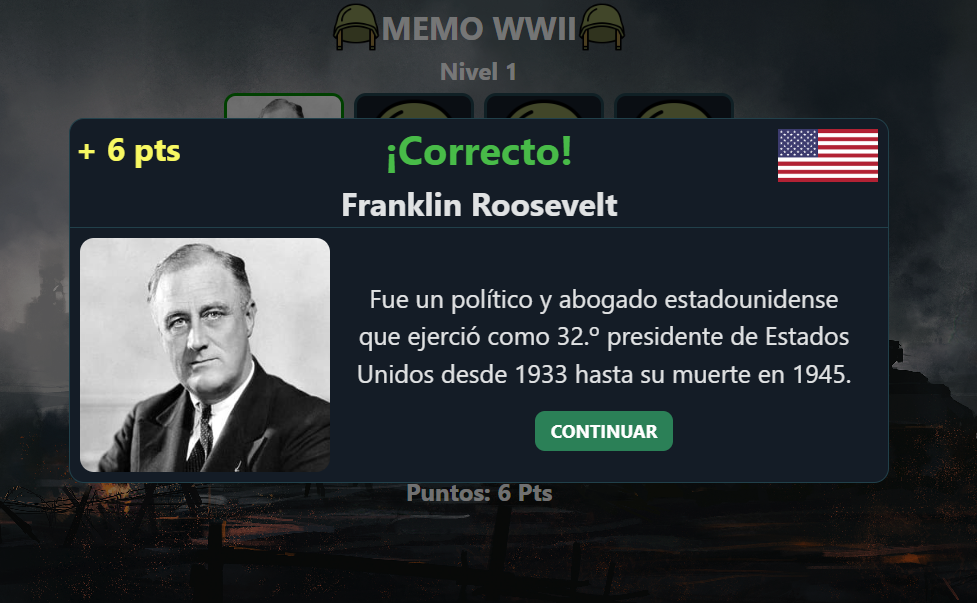 MEMO WWII
Nivel 1
+ 6 pts
¡Correcto!
Franklin Roosevelt
Fue un político y abogado estadounidense
que ejerció como 32.º presidente de Estados
Unidos desde 1933 hasta su muerte en 1945.
CONTINUAR
Puntos: 6 Pts